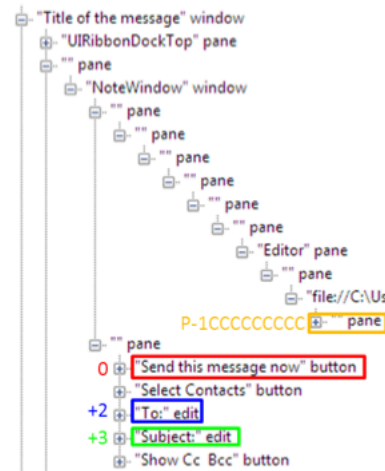 "Title of the message" window
"UIRibbonDockTop" pane
"" pane
"NoteWindow" window
"" pane
"" pane
"" pane
"" pane
"" pane
"" pane
"Editor" pane
"" pane
"file://C:\Us
P-1CCCCCCCCC "" pane
"" pane
0 "Send this message now" button
"Select Contacts" button
+2 "To:" edit
+3 "Subject:" edit
"Show Cc Bcc" button